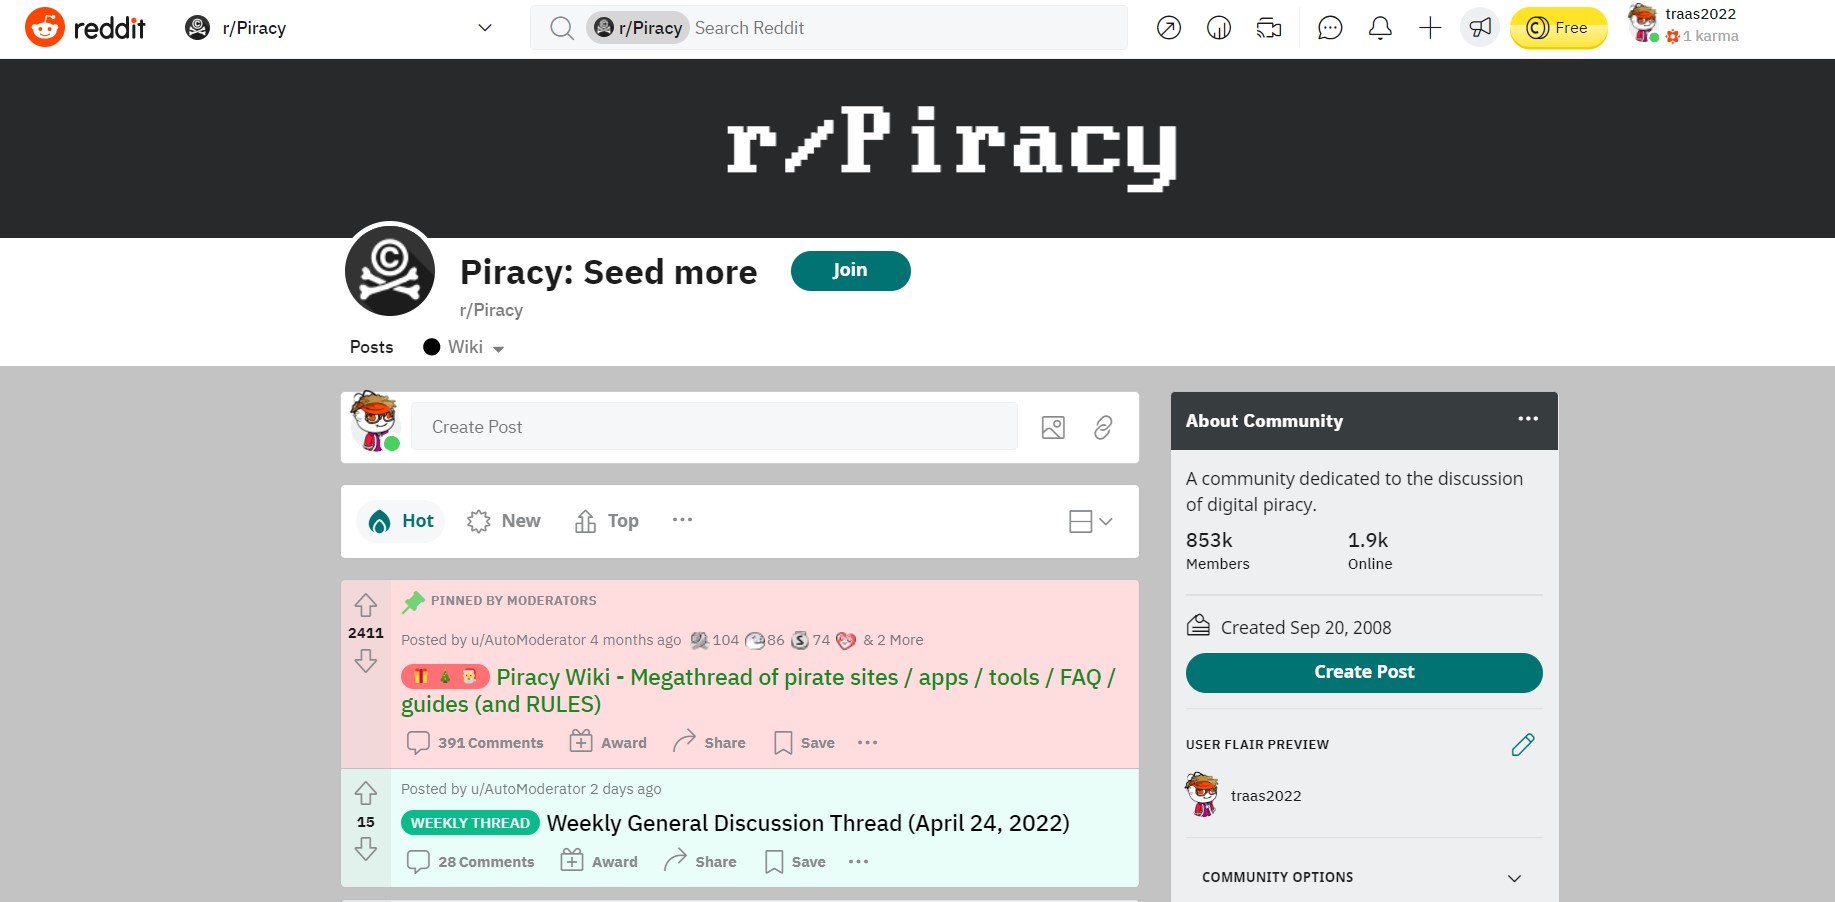 reddit
r/Piracy
r/Piracy Search Reddit
Free
traas2022
1 karma
r/Piracy
Piracy: Seed more
Join
r/Piracy
Posts
Wiki
Create Post
Hot
New
Top
PINNED BY MODERATORS
2411
Posted by u/AutoModerator 4 months ago 104 86 74 & 2 More
Piracy Wiki - Megathread of pirate sites / apps / tools / FAQ /
guides (and RULES)
391 Comments Award Share Save
Posted by u/AutoModerator 2 days ago
15
WEEKLY THREAD Weekly General Discussion Thread (April 24, 2022)
28 Comments Award Share Save
About Community
A community dedicated to the discussion
of digital piracy.
853k 1.9k
Members Online
Created Sep 20, 2008
Create Post
USER FLAIR PREVIEW
traas2022
COMMUNITY OPTIONS